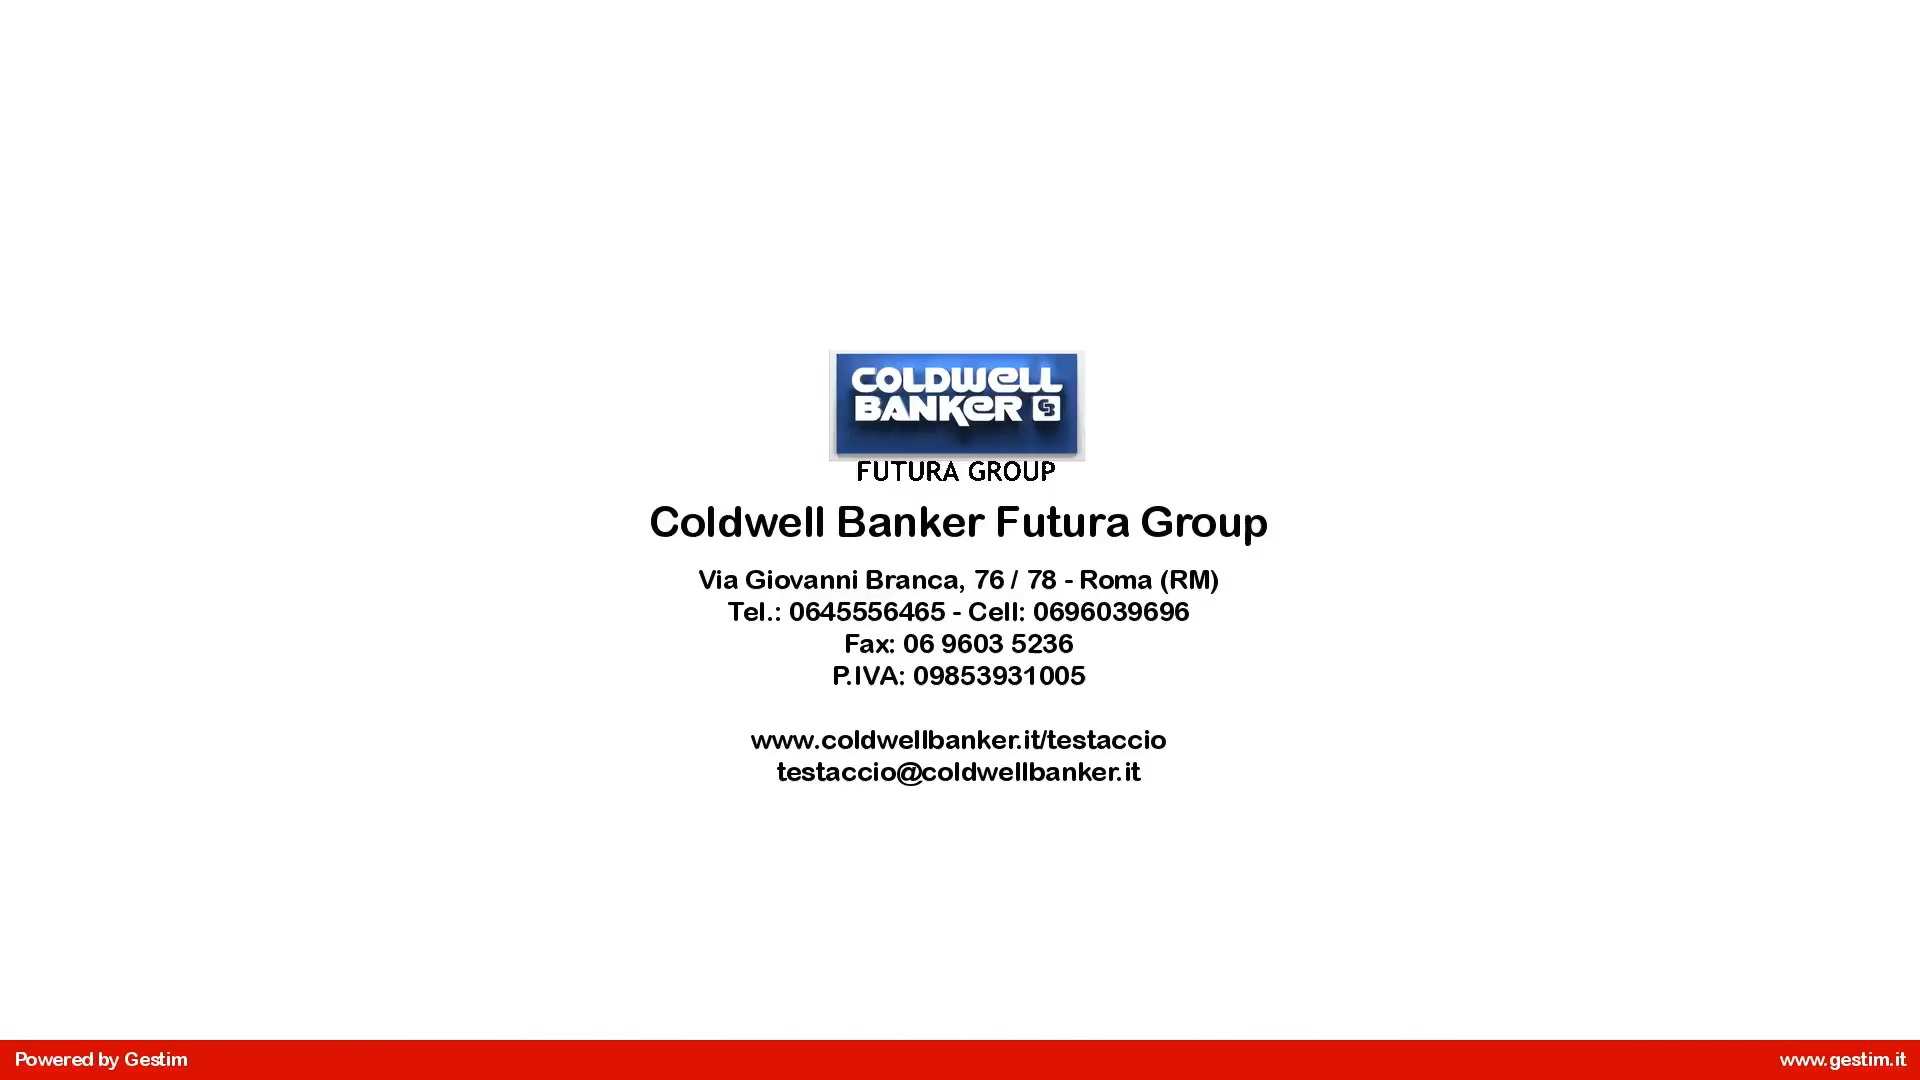 COLDWELL
BANKER CB
FUTURA GROUP
Coldwell Banker Futura Group
Via Giovanni Branca, 76 / 78 - Roma (RM)
Tel.: 0645556465 - Cell: 0696039696
Fax: 06 9603 5236
P.IVA: 09853931005
www.coldwellbanker.it/testaccio
testaccio@coldwellbanker.it
Powered by Gestim
www.gestim.it